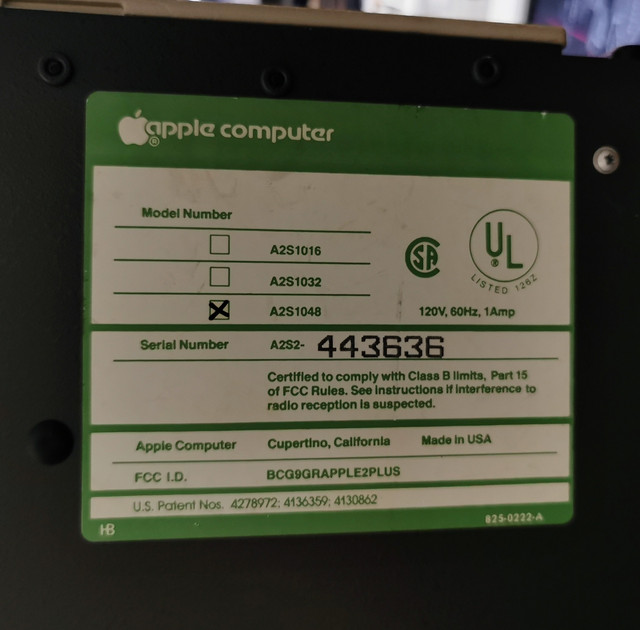 apple computer
®
Model Number
A2S1016
A2S1032
A2S1048
SA
UL
®
LISTED 126Z
120V, 60Hz, 1Amp
Serial Number A2S2- 443636
Certified to comply with Class B limits, Part 15
of FCC Rules. See instructions if interference to
radio reception is suspected.
Apple Computer Cupertino, California Made in USA
FCC I.D. BCG9GRAPPLE2PLUS
U.S. Patent Nos. 4278972; 4136359; 4130862
HB
825-0222-A